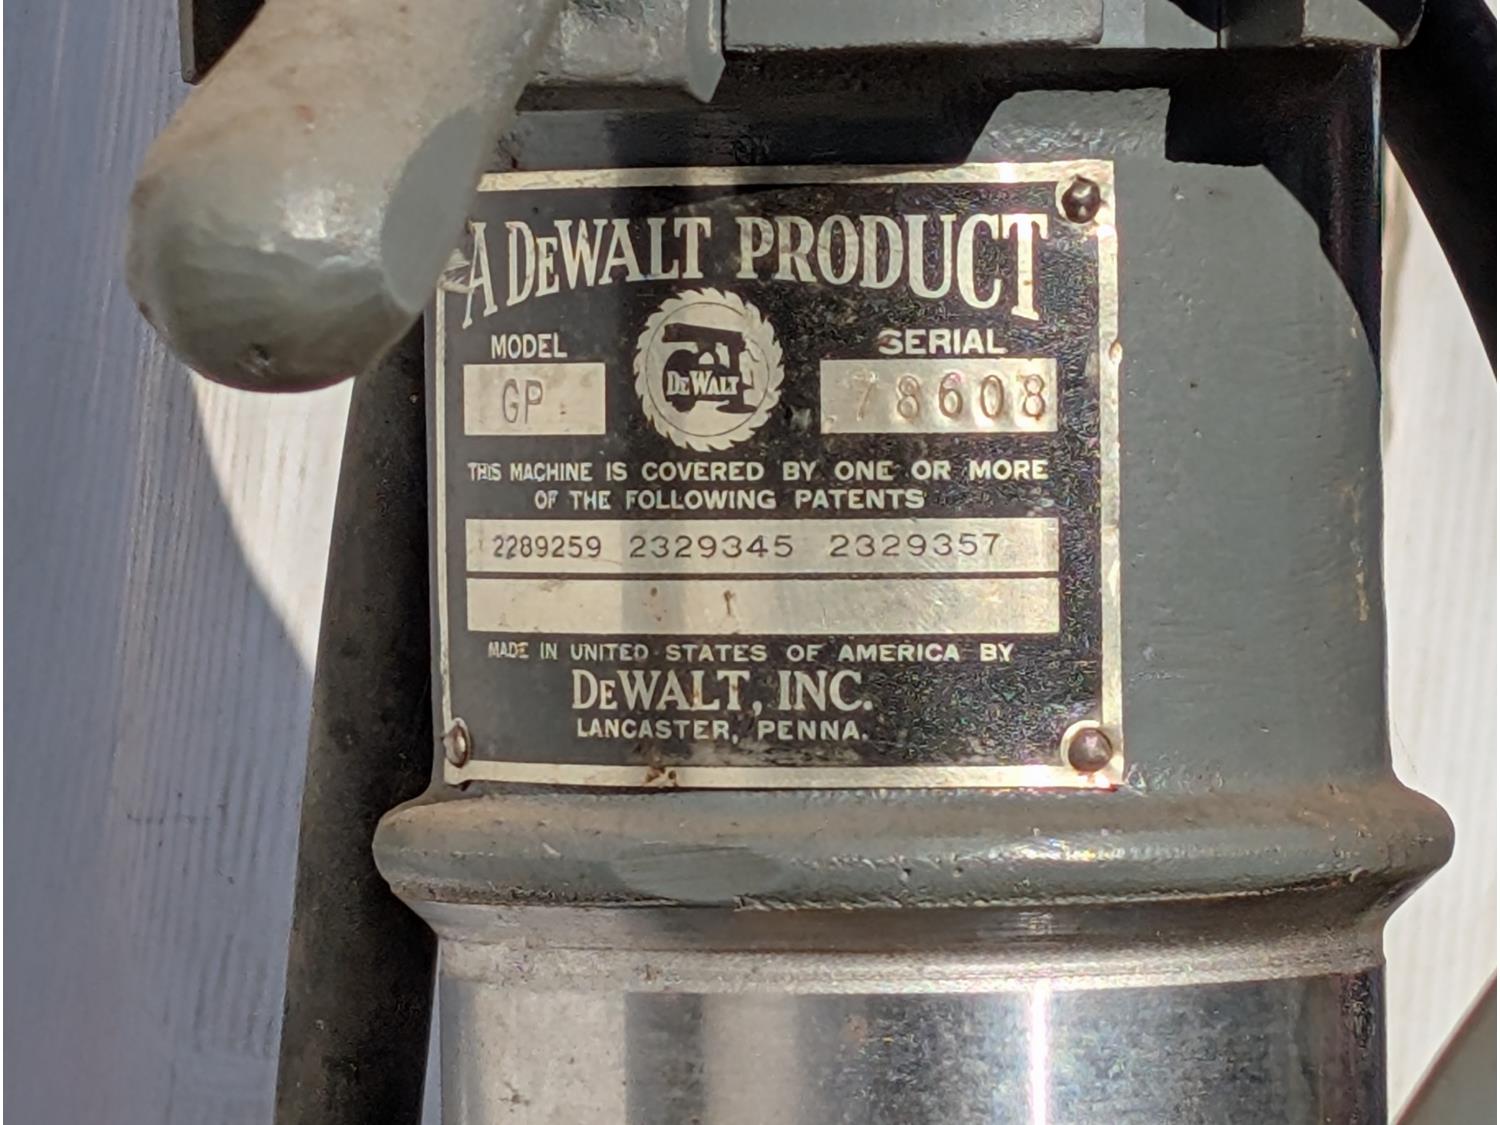 A DEWALT PRODUCT
MODEL
SERIAL
GP
DEWALT
78608
THIS MACHINE IS COVERED BY ONE OR MORE
OF THE FOLLOWING PATENTS
2289259 2329345 2329357
MADE IN UNITED STATES OF AMERICA BY
DEWALT, INC.
LANCASTER, PENNA.